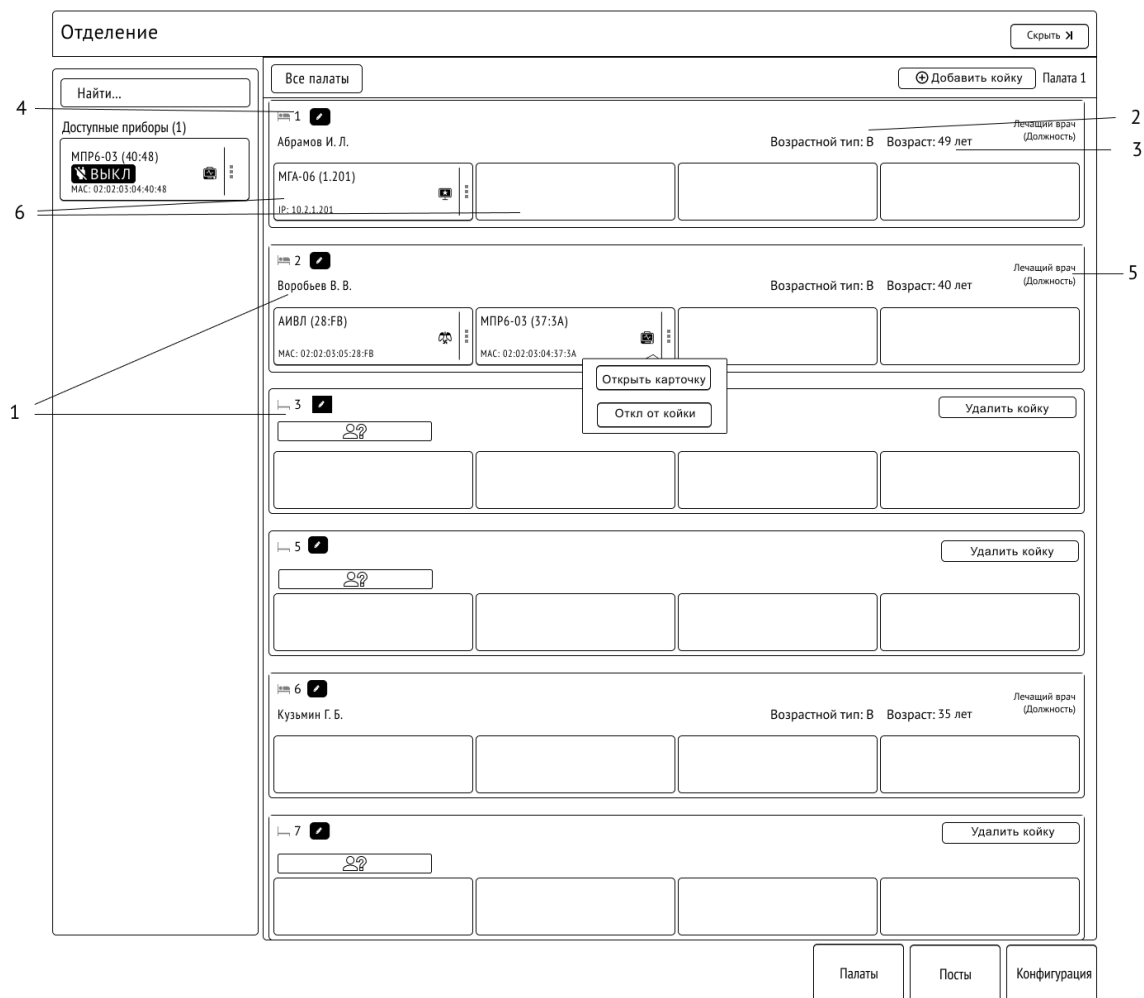 Отделение
Скрыть
Найти...
Доступные приборы (1)
МПР6-03 (40:48)
ВЫКЛ
MAC: 02:02:03:04:40:48
Все палаты
Добавить койку
Палата 1
4
1
Абрамов И. Л.
Возрастной тип: В
Возраст: 49 лет
Лечащий врач
(Должность)
2
3
МГА-06 (1.201)
IP: 10.2.1.201
6
2
Воробьев В. В.
Возрастной тип: В
Возраст: 40 лет
Лечащий врач
(Должность)
5
АИВЛ (28:FB)
MAC: 02:02:03:05:28:FB
МПР6-03 (37:3A)
MAC: 02:02:03:04:37:3A
Открыть карточку
Откл от койки
1
3
Удалить койку
5
Удалить койку
6
Кузьмин Г. Б.
Возрастной тип: В
Возраст: 35 лет
Лечащий врач
(Должность)
7
Удалить койку
Палаты
Посты
Конфигурация